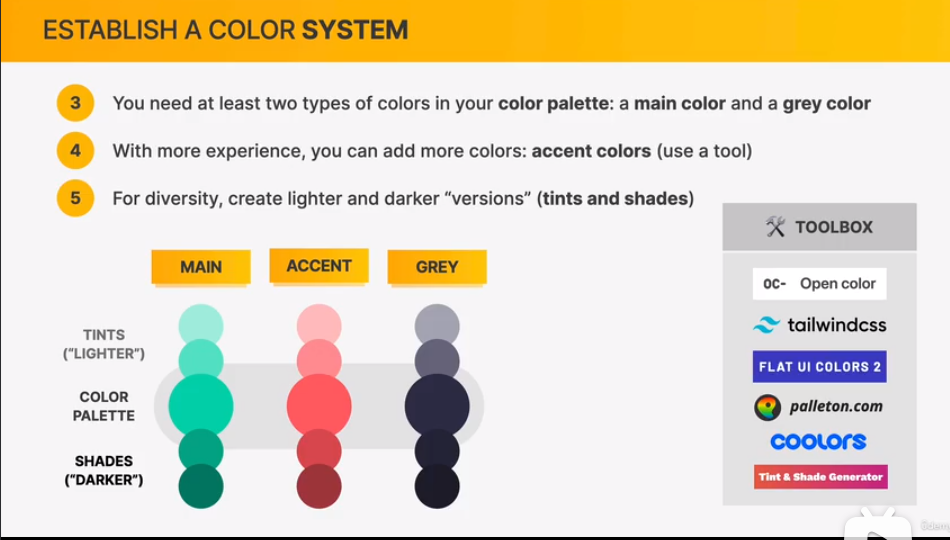 ESTABLISH A COLOR SYSTEM
3 You need at least two types of colors in your color palette: a main color and a grey color
4 With more experience, you can add more colors: accent colors (use a tool)
5 For diversity, create lighter and darker “versions” (tints and shades)
MAIN ACCENT GREY
TINTS
(”LIGHTER”)
COLOR
PALETTE
SHADES
(”DARKER”)
TOOLBOX
OC- Open color
tailwindcss
FLAT UI COLORS 2
palleton.com
coolors
Tint & Shade Generator